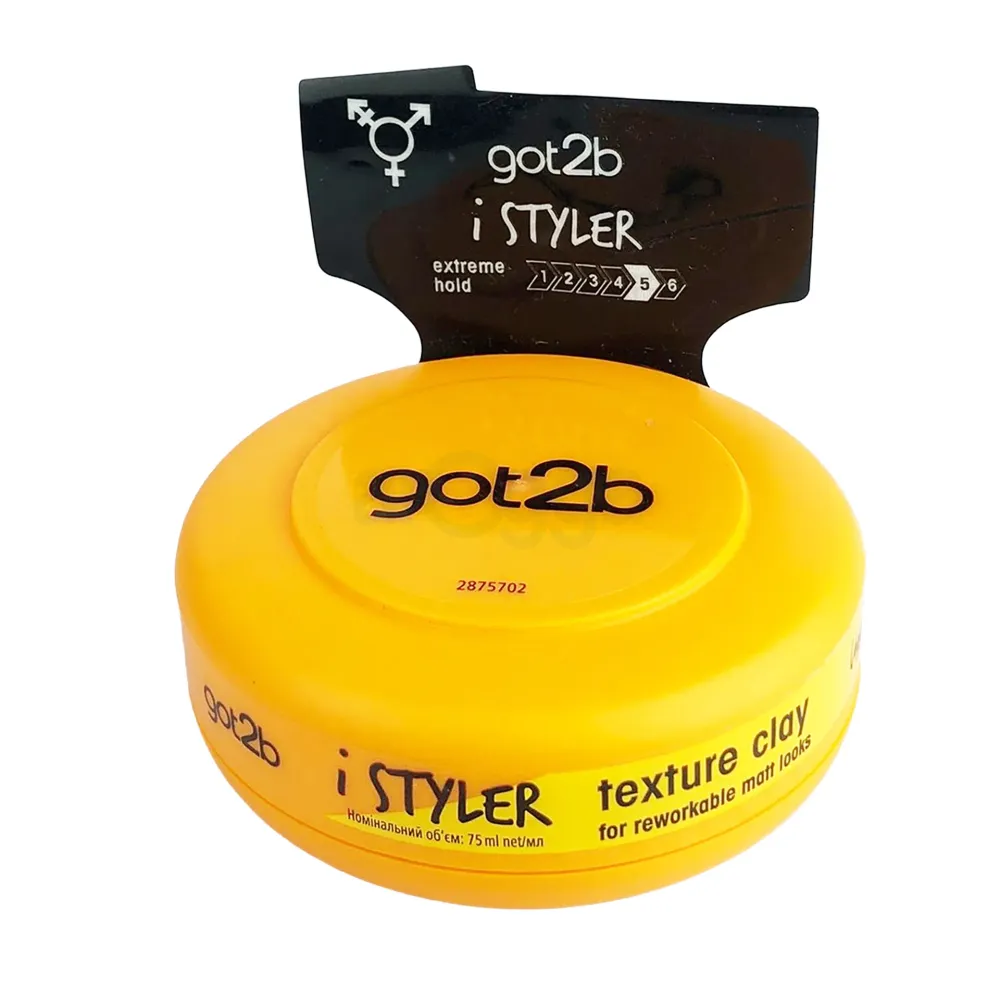 got2b
i STYLER
extreme
hold
1 2 3 4 5 6
got2b
2875702
got2b
i STYLER
Номінальний об'єм: 75 ml net/мл
texture clay
for reworkable matt looks